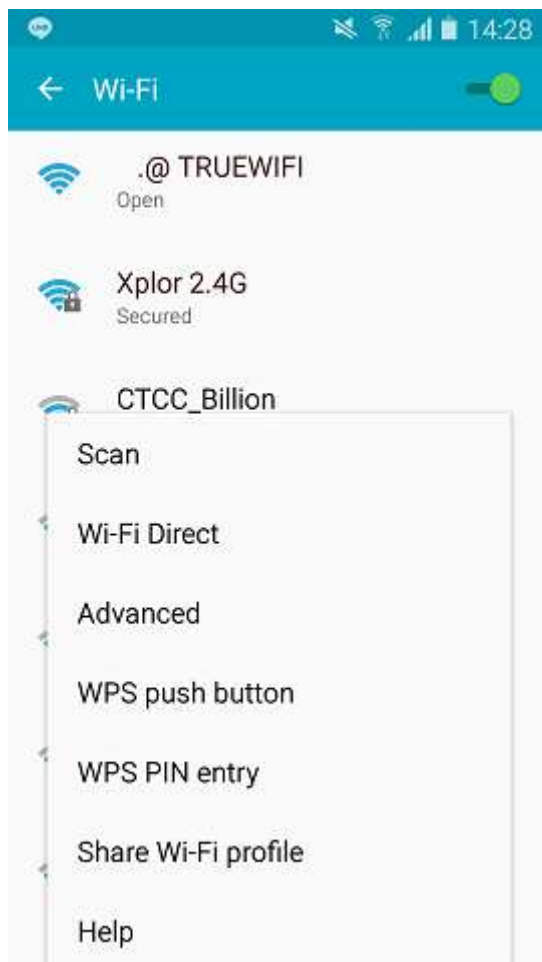 14:28
Wi-Fi
.@ TRUEWIFI
Open
Xplor 2.4G
Secured
CTCC_Billion
Scan
Wi-Fi Direct
Advanced
WPS push button
WPS PIN entry
Share Wi-Fi profile
Help